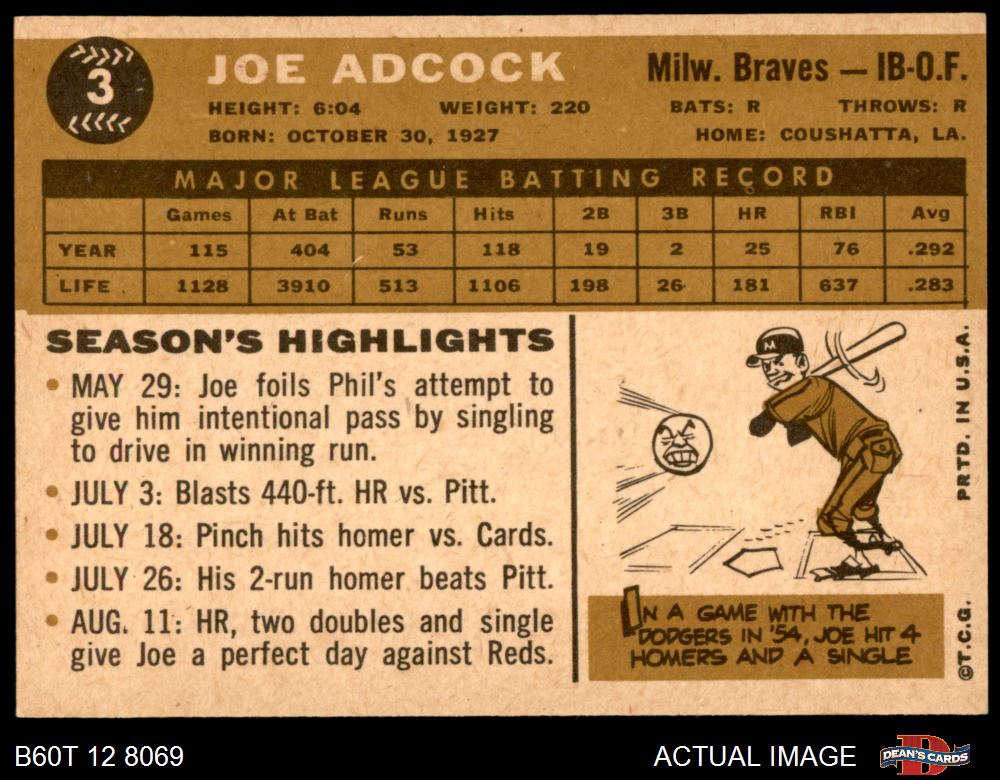 3
JOE ADCOCK
Milw. Braves — IB-O.F.
HEIGHT: 6:04 WEIGHT: 220 BATS: R THROWS: R
BORN: OCTOBER 30, 1927 HOME: COUSHATTA, LA.
MAJOR LEAGUE BATTING RECORD
Games At Bat Runs Hits 2B 3B HR RBI Avg
YEAR 115 404 53 118 19 2 25 76 .292
LIFE 1128 3910 513 1106 198 26 181 637 .283
SEASON'S HIGHLIGHTS
• MAY 29: Joe foils Phil's attempt to
give him intentional pass by singling
to drive in winning run.
• JULY 3: Blasts 440-ft. HR vs. Pitt.
• JULY 18: Pinch hits homer vs. Cards.
• JULY 26: His 2-run homer beats Pitt.
• AUG. 11: HR, two doubles and single
give Joe a perfect day against Reds.
M
IN A GAME WITH THE
DODGERS IN '54, JOE HIT 4
HOMERS AND A SINGLE
©T.C.G. PRTD. IN U.S.A.
B60T 12 8069
ACTUAL IMAGE
DEAN'S CARDS